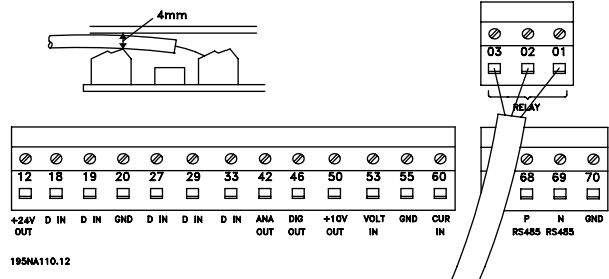 4mm
03 02 01
RELAY
12 18 19 20 27 29 33 42 46 50 53 55 60 68 69 70
+24V OUT D IN D IN GND D IN D IN D IN ANA OUT DIG OUT +10V OUT VOLT IN GND CUR IN P RS485 N RS485 GND
195NA110.12